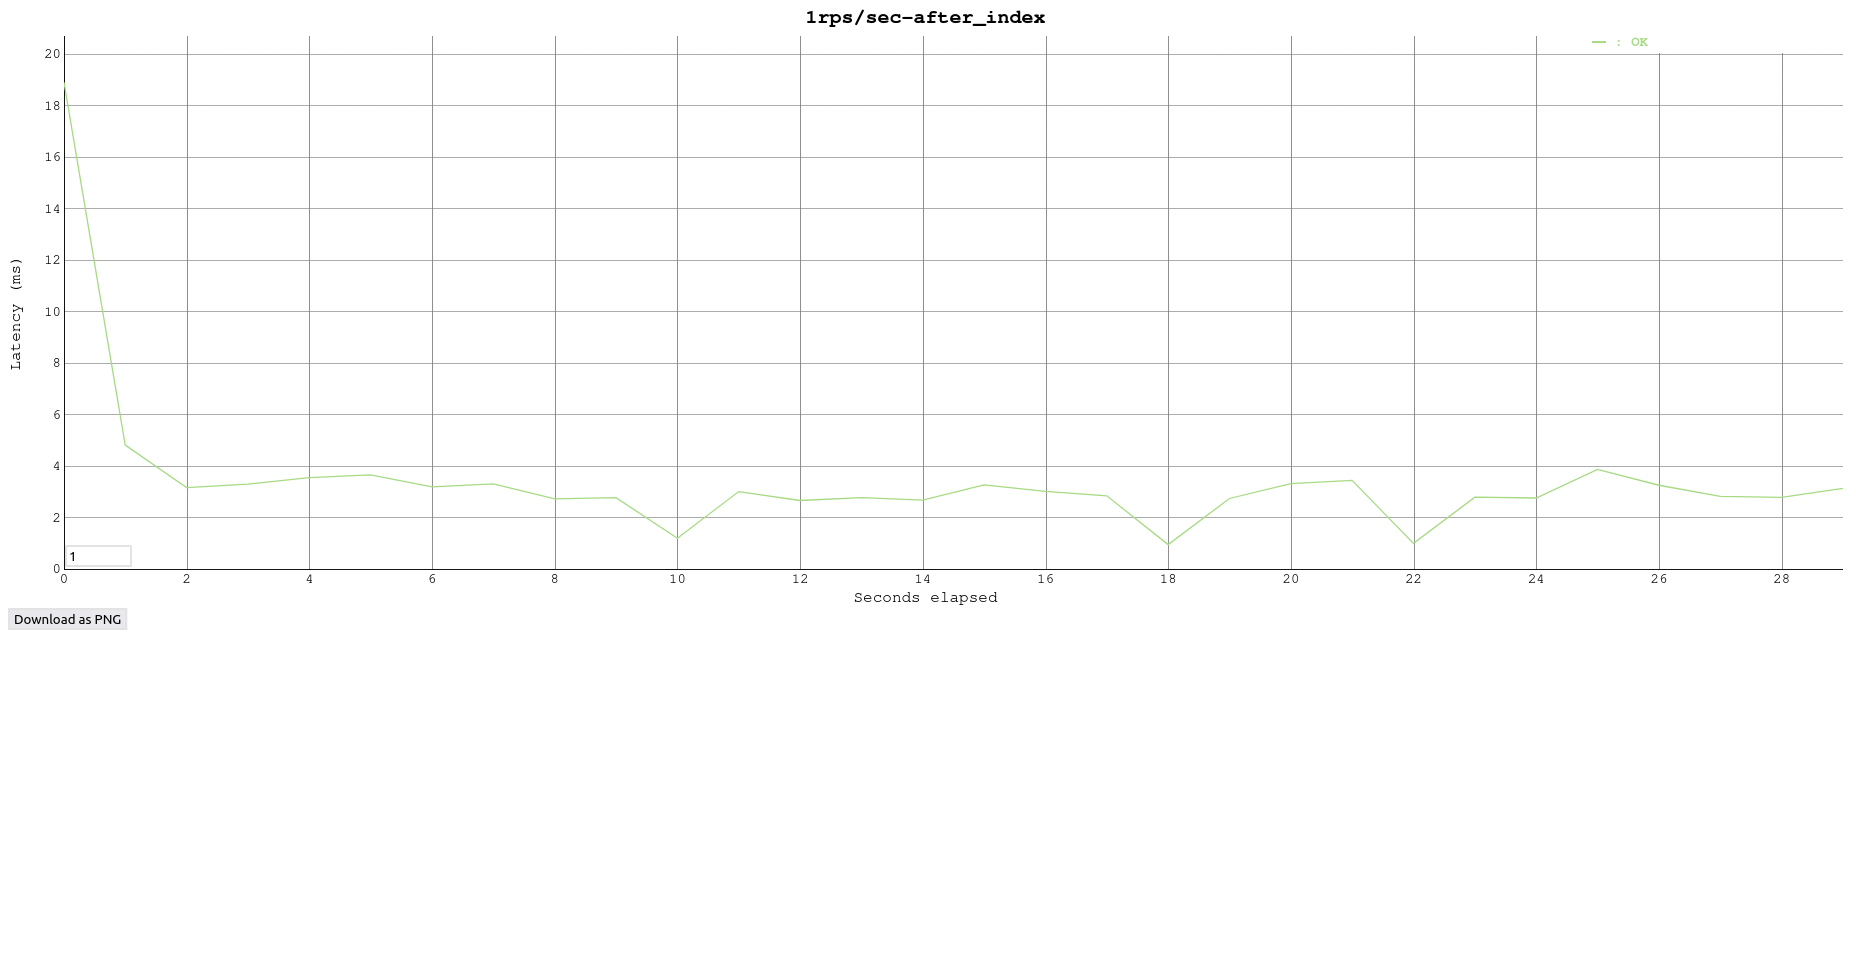 1rps/sec-after_index
— : OK
Latency (ms)
20
18
16
14
12
10
8
6
4
2
0
1
0 2 4 6 8 10 12 14 16 18 20 22 24 26 28
Seconds elapsed
Download as PNG